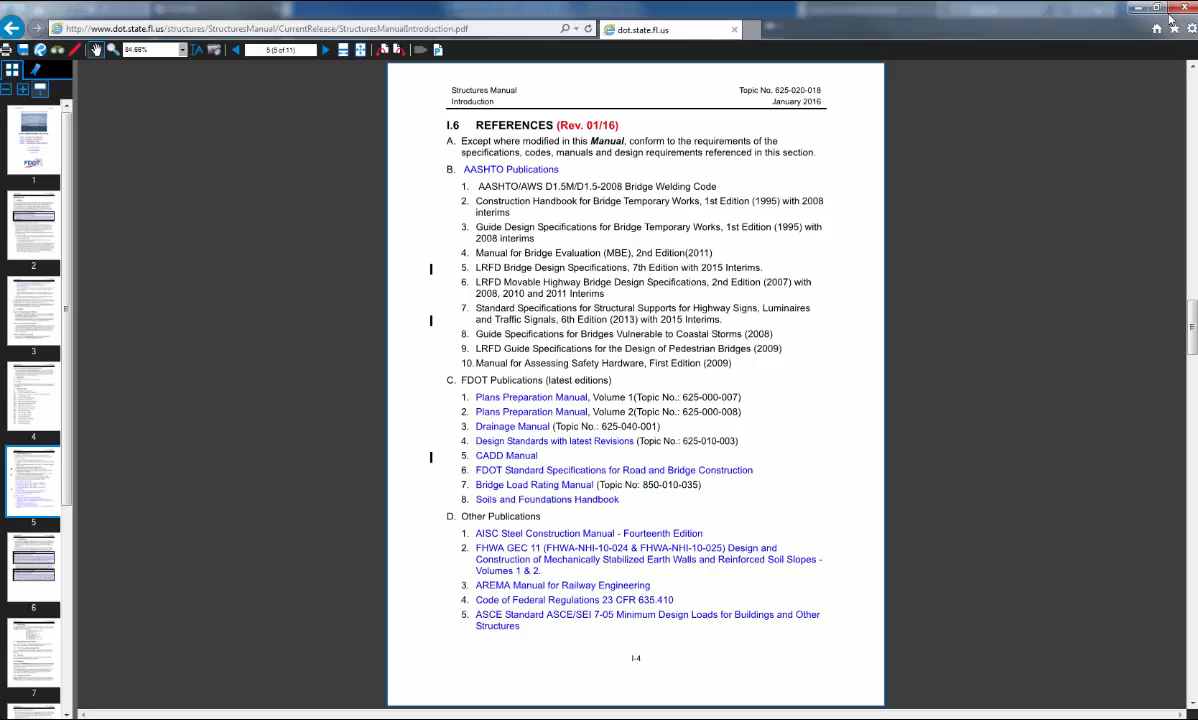 http://www.dot.state.fl.us/structures/StructuresManual/CurrentRelease/StructuresManualIntroduction.pdf
dot.state.fl.us
84.66%
5 (5 of 11)
Structures Manual Topic No. 625-020-018
Introduction January 2016
I.6 REFERENCES (Rev. 01/16)
A. Except where modified in this Manual, conform to the requirements of the
specifications, codes, manuals and design requirements referenced in this section.
B. AASHTO Publications
1. AASHTO/AWS D1.5M/D1.5-2008 Bridge Welding Code
2. Construction Handbook for Bridge Temporary Works, 1st Edition (1995) with 2008
interims
3. Guide Design Specifications for Bridge Temporary Works, 1st Edition (1995) with
2008 interims
4. Manual for Bridge Evaluation (MBE), 2nd Edition(2011)
5. LRFD Bridge Design Specifications, 7th Edition with 2015 Interims.
6. LRFD Movable Highway Bridge Design Specifications, 2nd Edition (2007) with
2008, 2010 and 2011 Interims
7. Standard Specifications for Structural Supports for Highway Signs, Luminaires
and Traffic Signals, 6th Edition (2013) with 2015 Interims.
8. Guide Specifications for Bridges Vulnerable to Coastal Storms (2008)
9. LRFD Guide Specifications for the Design of Pedestrian Bridges (2009)
10. Manual for Assessing Safety Hardware, First Edition (2009)
C. FDOT Publications (latest editions)
1. Plans Preparation Manual, Volume 1(Topic No.: 625-000-007)
2. Plans Preparation Manual, Volume 2(Topic No.: 625-000-008)
3. Drainage Manual (Topic No.: 625-040-001)
4. Design Standards with latest Revisions (Topic No.: 625-010-003)
5. CADD Manual
6. FDOT Standard Specifications for Road and Bridge Construction
7. Bridge Load Rating Manual (Topic No: 850-010-035)
8. Soils and Foundations Handbook
D. Other Publications
1. AISC Steel Construction Manual - Fourteenth Edition
2. FHWA GEC 11 (FHWA-NHI-10-024 & FHWA-NHI-10-025) Design and
Construction of Mechanically Stabilized Earth Walls and Reinforced Soil Slopes -
Volumes 1 & 2.
3. AREMA Manual for Railway Engineering
4. Code of Federal Regulations 23 CFR 635.410
5. ASCE Standard ASCE/SEI 7-05 Minimum Design Loads for Buildings and Other
Structures
I-4
FDOT
1
2
3
4
5
6
7